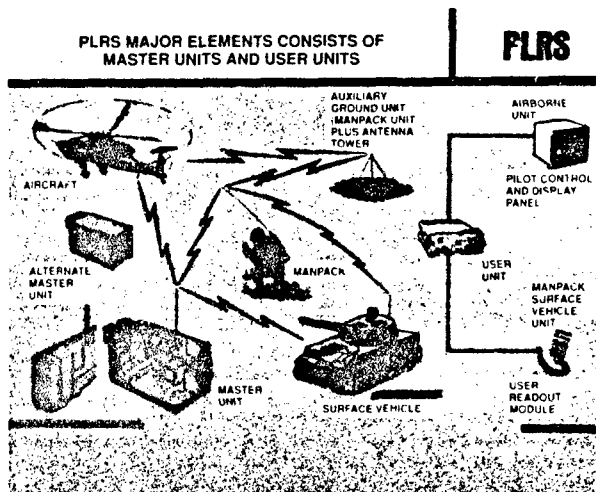 PLRS MAJOR ELEMENTS CONSISTS OF
MASTER UNITS AND USER UNITS
PLRS
AUXILIARY
GROUND UNIT
(MANPACK UNIT
PLUS ANTENNA
TOWER
AIRBORNE
UNIT
AIRCRAFT
PILOT CONTROL
AND DISPLAY
PANEL
ALTERNATE
MASTER
UNIT
MANPACK
USER
UNIT
MANPACK
SURFACE
VEHICLE
UNIT
MASTER
UNIT
SURFACE VEHICLE
USER
READOUT
MODULE